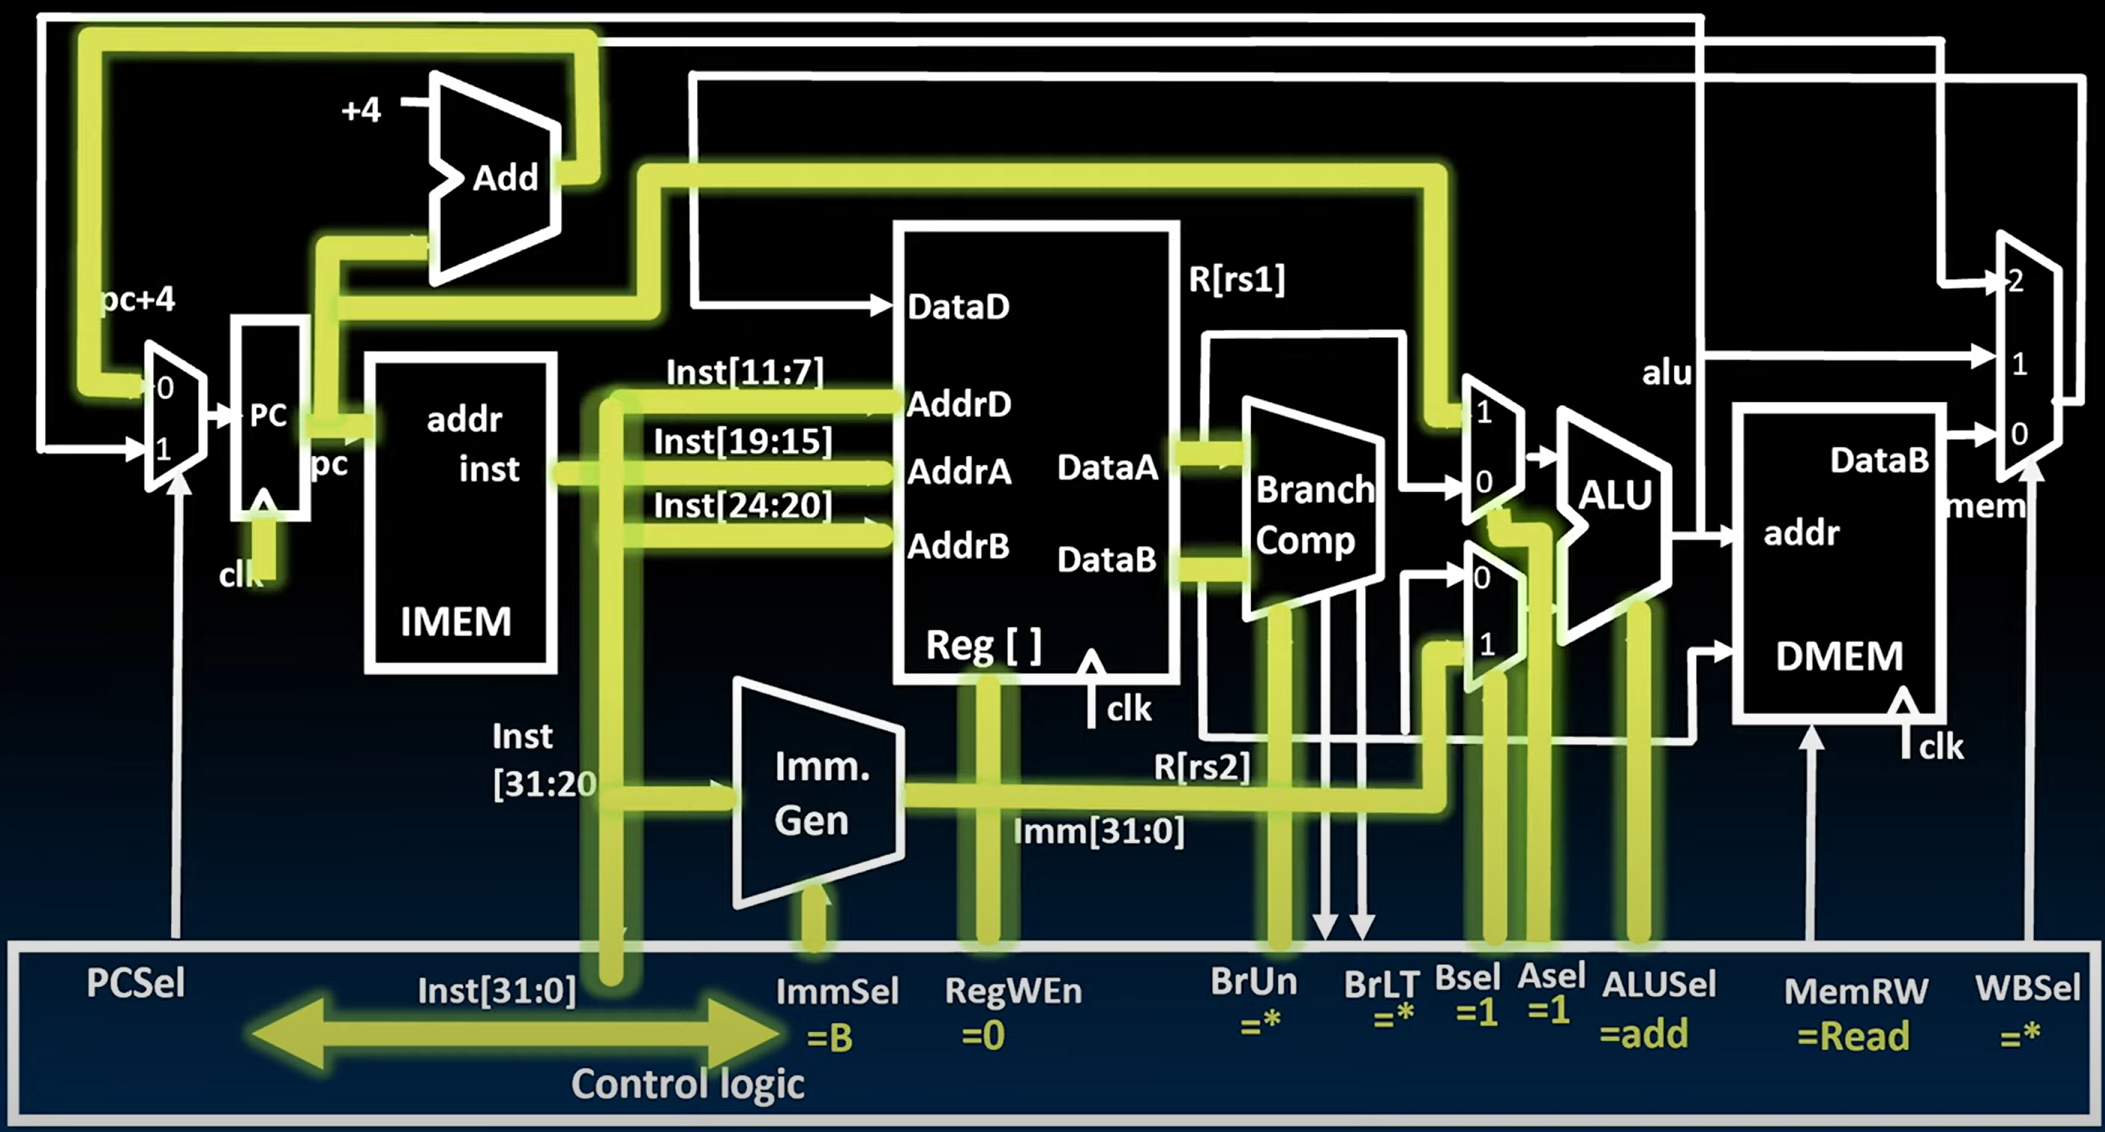 +4
Add
pc+4
0
1
PC
pc
clk
addr
inst
IMEM
Inst[11:7]
Inst[19:15]
Inst[24:20]
Inst
[31:20
DataD
AddrD
AddrA
AddrB
DataA
DataB
Reg [ ]
clk
R[rs1]
Branch
Comp
Imm.
Gen
R[rs2]
Imm[31:0]
1
0
0
1
ALU
alu
DataB
addr
DMEM
clk
mem
2
1
0
PCSel
Inst[31:0]
ImmSel
=B
RegWEn
=0
BrUn
=*
BrLT
=*
Bsel
=1
Asel
=1
ALUSel
=add
MemRW
=Read
WBSel
=*
Control logic